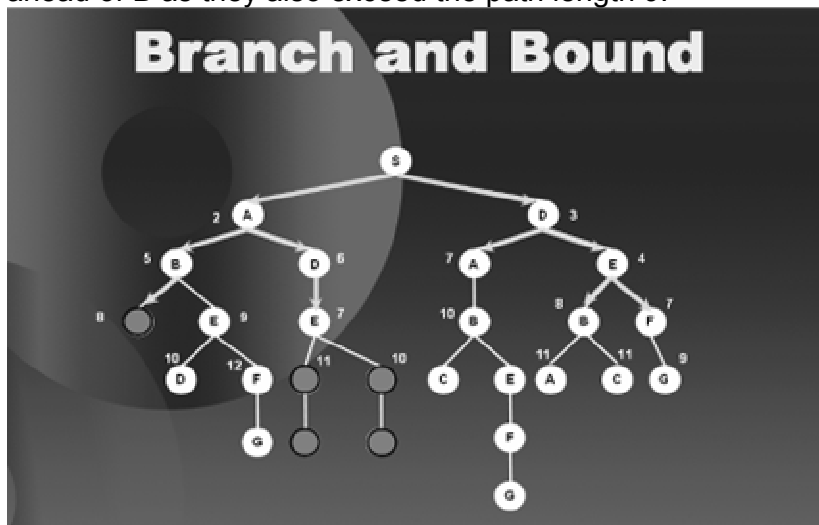 ahead of B as they also exceed the path length 9.
Branch and Bound
S
2 A D 3
5 B D 6 7 A E 4
8 E 9 E 7 10 B 8 B F 7
10 12 11 10 11 11 9
D F C E A C G
G F
G